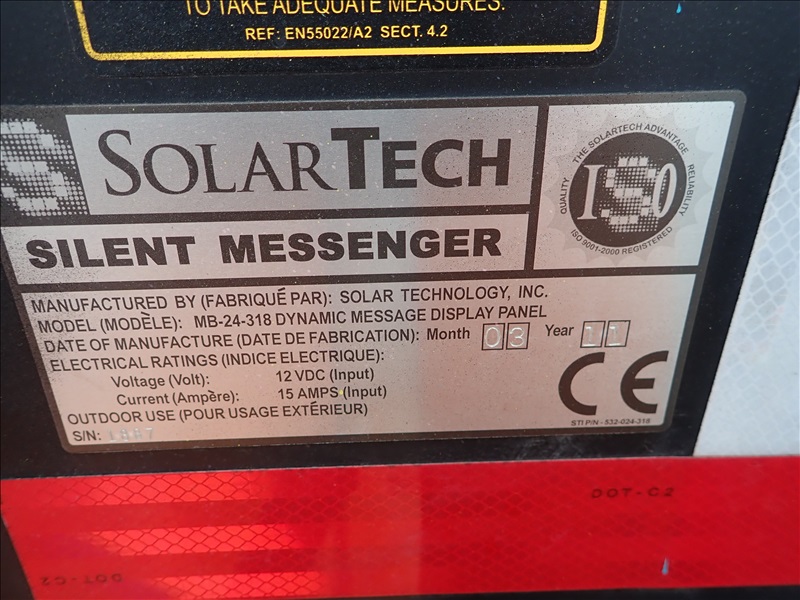 TO TAKE ADEQUATE MEASURES.
REF: EN55022/A2 SECT. 4.2
SOLARTECH
SILENT MESSENGER
THE SOLARTECH ADVANTAGE
QUALITY
RELIABILITY
ISO
ISO 9001-2000 REGISTERED
MANUFACTURED BY (FABRIQUÉ PAR): SOLAR TECHNOLOGY, INC.
MODEL (MODÈLE): MB-24-318 DYNAMIC MESSAGE DISPLAY PANEL
DATE OF MANUFACTURE (DATE DE FABRICATION): Month 03 Year 11
ELECTRICAL RATINGS (INDICE ELECTRIQUE):
Voltage (Volt): 12 VDC (Input)
Current (Ampère): 15 AMPS (Input)
OUTDOOR USE (POUR USAGE EXTÉRIEUR)
S/N:
CE
STI P/N - 532-024-318
DOT-C2
DOT-C2